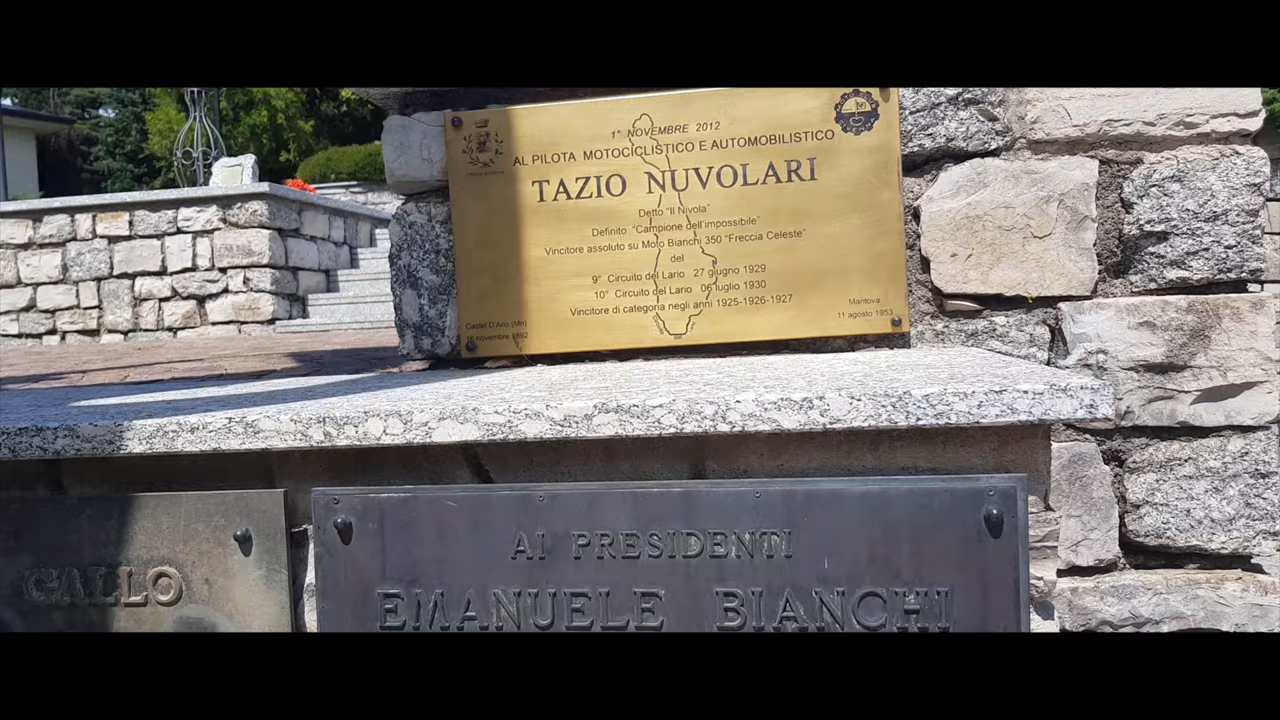 1° NOVEMBRE 2012
AL PILOTA MOTOCICLISTICO E AUTOMOBILISTICO
TAZIO NUVOLARI
Detto "Il Nivola"
Definito "Campione dell'impossibile"
Vincitore assoluto su Moto Bianchi 350 "Freccia Celeste"
del
9° Circuito del Lario 27 giugno 1929
10° Circuito del Lario 06 luglio 1930
Vincitore di categoria negli anni 1925-1926-1927
Castel D'Ario (Mn)
16 novembre 1892
Mantova
11 agosto 1953
GALLO
AI PRESIDENTI
EMANUELE BIANCHI